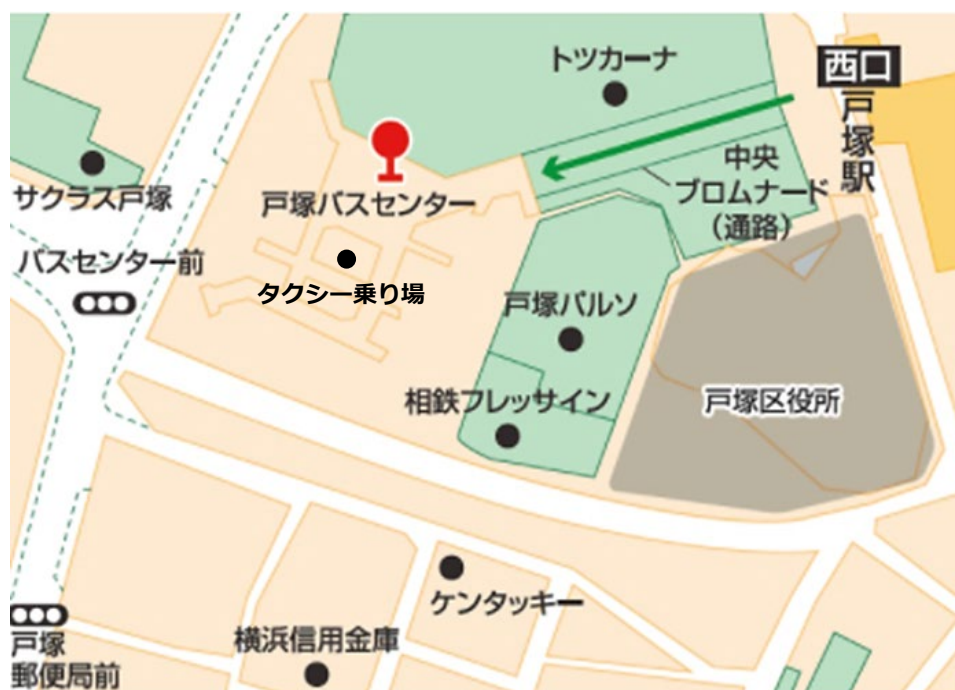 トツカーナ
西口
戸塚駅
中央
プロムナード
(通路)
サクラス戸塚
戸塚バスセンター
バスセンター前
タクシー乗り場
戸塚パルソ
相鉄フレッサイン
戸塚区役所
ケンタッキー
戸塚
郵便局前
横浜信用金庫